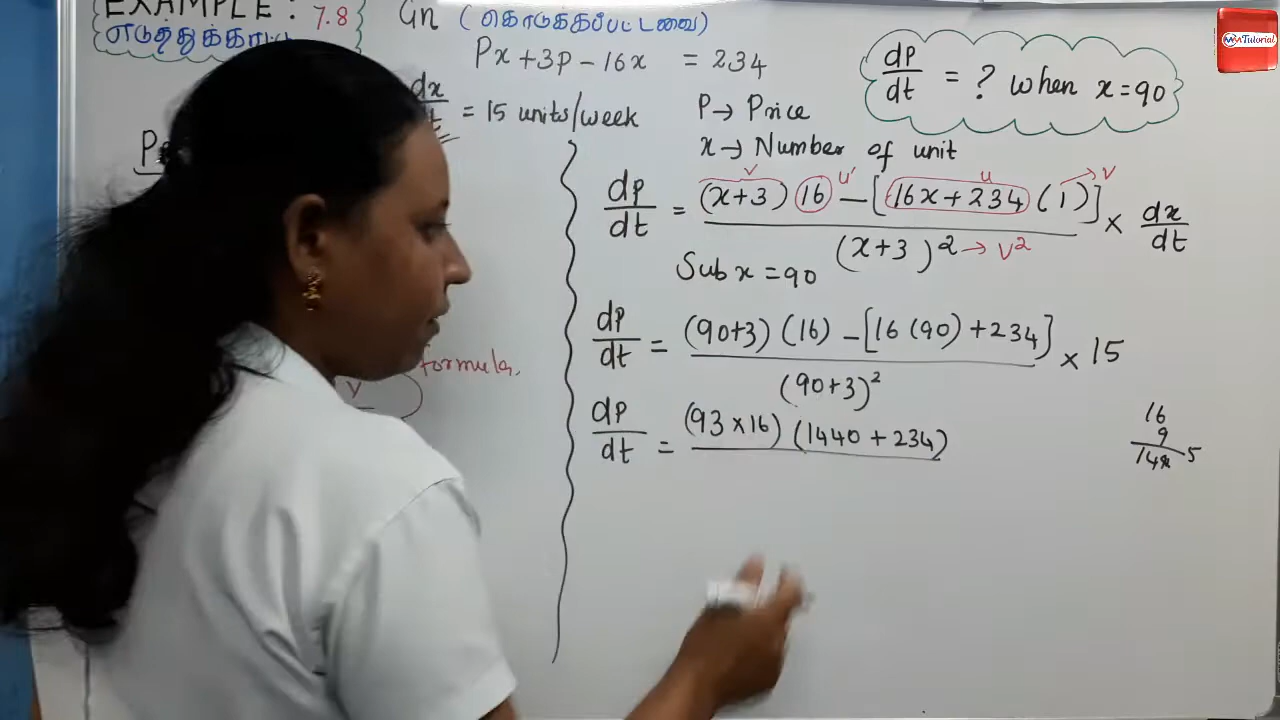 EXAMPLE : 7.8
எடுத்துக்காட்டு
Gn (கொடுக்கப்பட்டவை)
Px + 3p - 16x = 234
dx/dt = 15 units/week
P → Price
x → Number of unit
dp/dt = ? when x = 90
MATutorial
formula,
v
dp/dt = (x+3) 16 - [16x + 234 (1)] / (x+3)² × dx/dt
v u' u v
→ v²
Sub x = 90
dp/dt = (90+3) (16) - [16 (90) + 234] / (90+3)² × 15
dp/dt = (93 × 16) (1440 + 234)
16
9